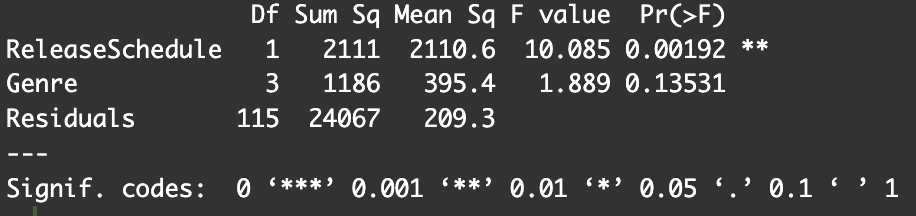 Df Sum Sq Mean Sq F value Pr(>F)
ReleaseSchedule 1 2111 2110.6 10.085 0.00192 **
Genre 3 1186 395.4 1.889 0.13531
Residuals 115 24067 209.3
---
Signif. codes: 0 ‘***’ 0.001 ‘**’ 0.01 ‘*’ 0.05 ‘.’ 0.1 ‘ ’ 1